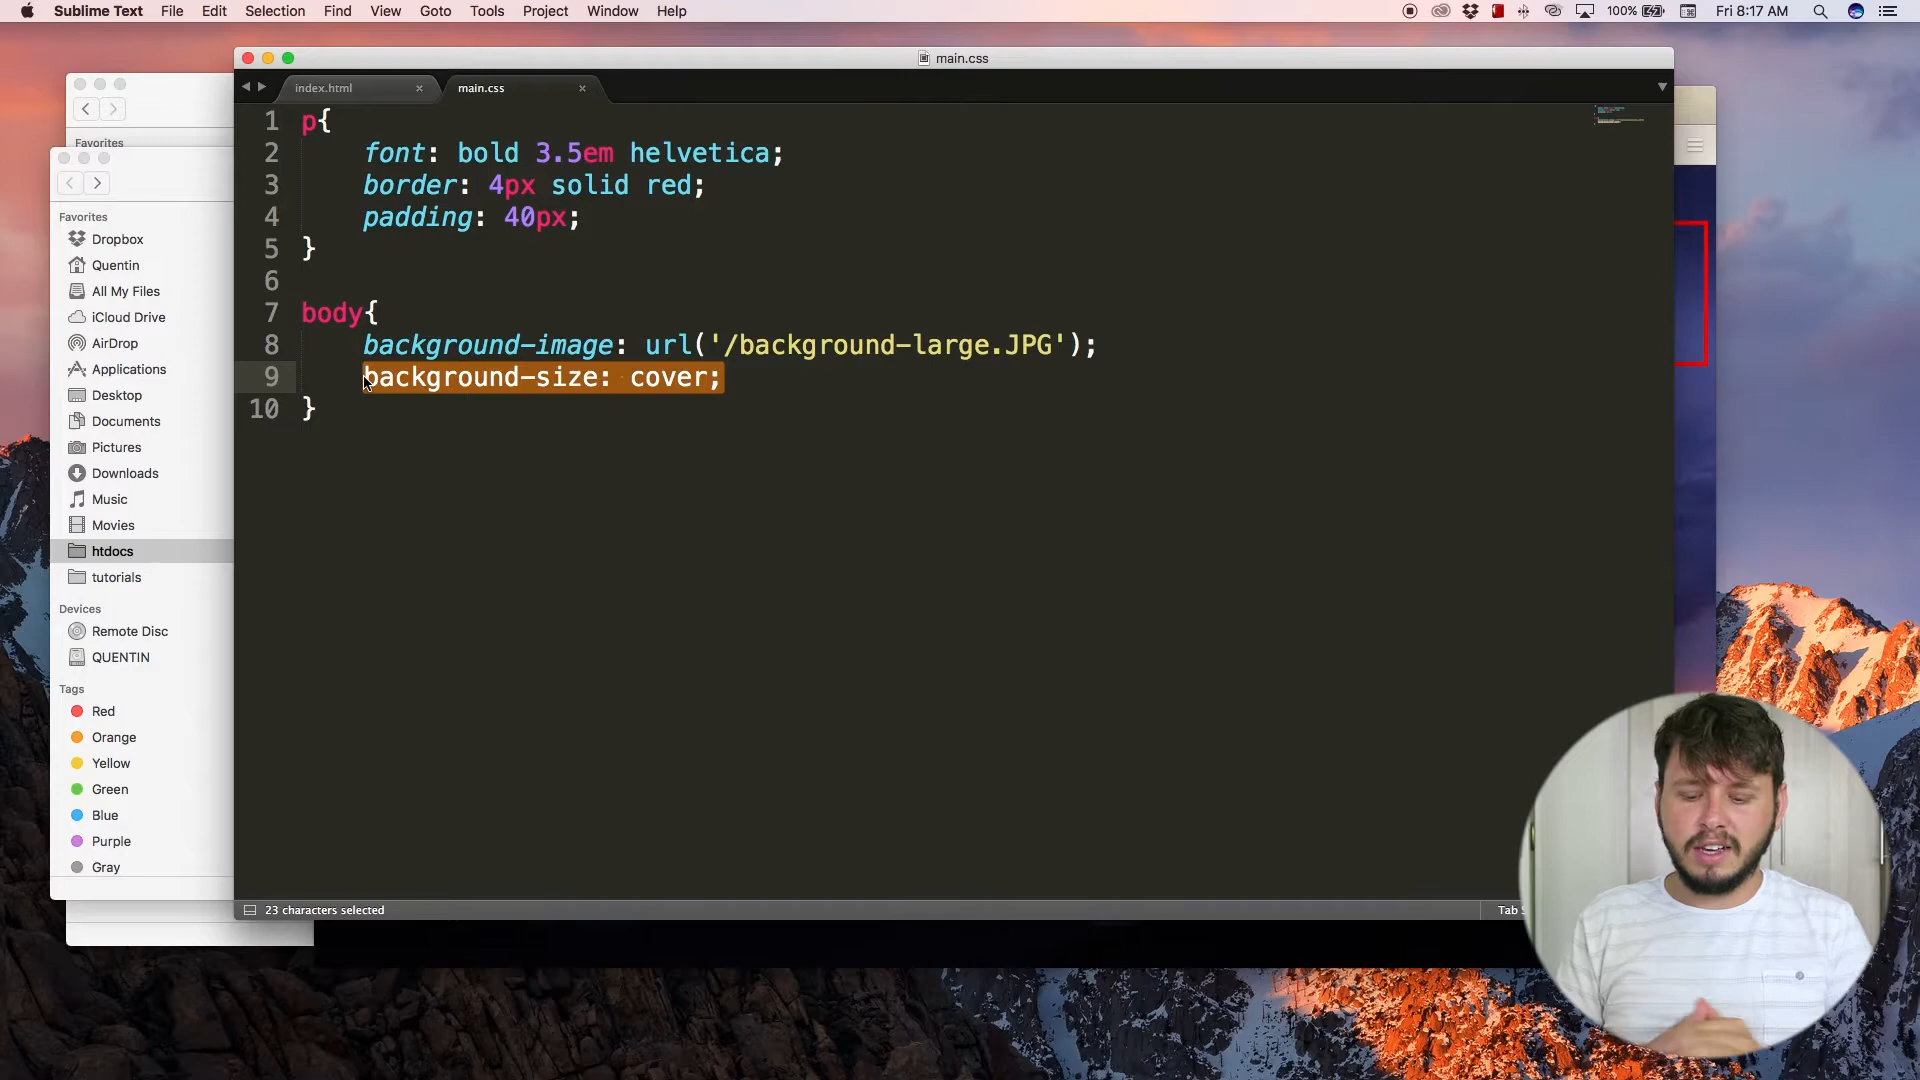 Sublime Text File Edit Selection Find View Goto Tools Project Window Help 100% Fri 8:17 AM
main.css
index.html × main.css ×
1 p{
2 font: bold 3.5em helvetica;
3 border: 4px solid red;
4 padding: 40px;
5 }
6
7 body{
8 background-image: url('/background-large.JPG');
9 background-size: cover;
10 }
Favorites
Favorites
Dropbox
Quentin
All My Files
iCloud Drive
AirDrop
Applications
Desktop
Documents
Pictures
Downloads
Music
Movies
htdocs
tutorials
Devices
Remote Disc
QUENTIN
Tags
Red
Orange
Yellow
Green
Blue
Purple
Gray
23 characters selected Tab